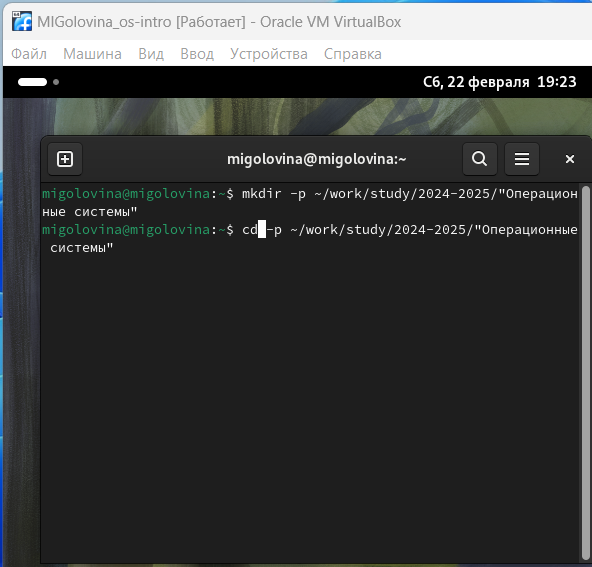 MIGolovina_os-intro [Работает] - Oracle VM VirtualBox
Файл Машина Вид Ввод Устройства Справка
Сб, 22 февраля 19:23
migolovina@migolovina:~
migolovina@migolovina:~$ mkdir -p ~/work/study/2024-2025/"Операцион
ные системы"
migolovina@migolovina:~$ cd -p ~/work/study/2024-2025/"Операционные
системы"